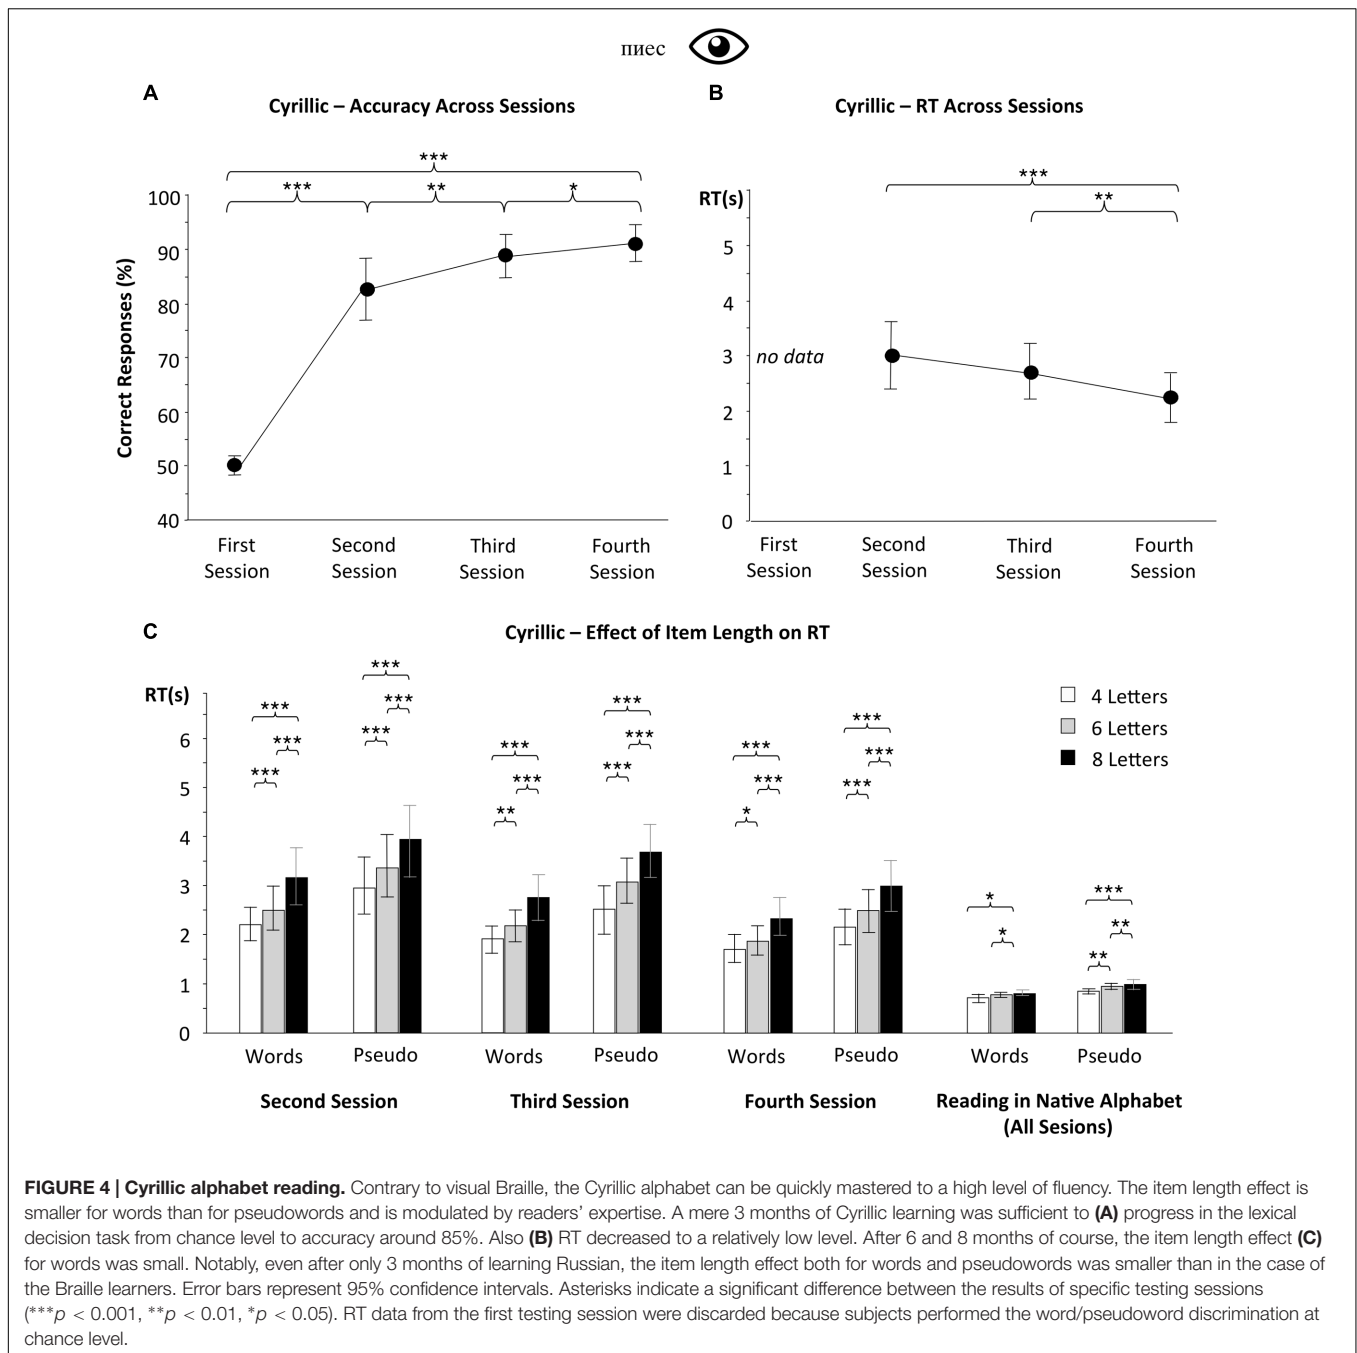 пиес
A
Cyrillic – Accuracy Across Sessions
***
***
**
*
Correct Responses (%)
100
90
80
70
60
50
40
First Session
Second Session
Third Session
Fourth Session
B
Cyrillic – RT Across Sessions
***
**
RT(s)
5
4
3
2
1
0
no data
First Session
Second Session
Third Session
Fourth Session
C
Cyrillic – Effect of Item Length on RT
RT(s)
6
5
4
3
2
1
0
***
***
***
***
***
***
***
***
**
***
***
***
***
***
*
***
***
***
*
*
***
**
**
4 Letters
6 Letters
8 Letters
Words
Pseudo
Words
Pseudo
Words
Pseudo
Words
Pseudo
Second Session
Third Session
Fourth Session
Reading in Native Alphabet
(All Sesions)
FIGURE 4 | Cyrillic alphabet reading. Contrary to visual Braille, the Cyrillic alphabet can be quickly mastered to a high level of fluency. The item length effect is
smaller for words than for pseudowords and is modulated by readers' expertise. A mere 3 months of Cyrillic learning was sufficient to (A) progress in the lexical
decision task from chance level to accuracy around 85%. Also (B) RT decreased to a relatively low level. After 6 and 8 months of course, the item length effect (C)
for words was small. Notably, even after only 3 months of learning Russian, the item length effect both for words and pseudowords was smaller than in the case of
the Braille learners. Error bars represent 95% confidence intervals. Asterisks indicate a significant difference between the results of specific testing sessions
(***p < 0.001, **p < 0.01, *p < 0.05). RT data from the first testing session were discarded because subjects performed the word/pseudoword discrimination at
chance level.